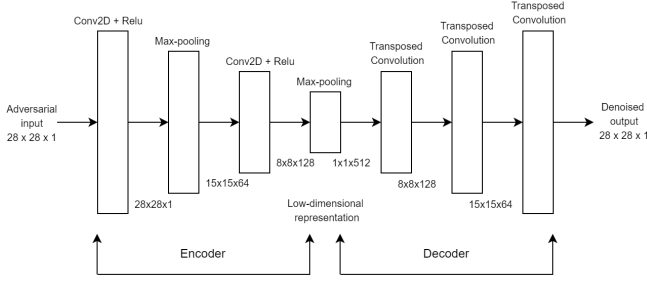 Conv2D + Relu
Max-pooling
Conv2D + Relu
Max-pooling
Transposed
Convolution
Transposed
Convolution
Transposed
Convolution
Adversarial
input
28 x 28 x 1
Denoised
output
28 x 28 x 1
28x28x1
15x15x64
8x8x128
1x1x512
8x8x128
15x15x64
Low-dimensional
representation
Encoder
Decoder